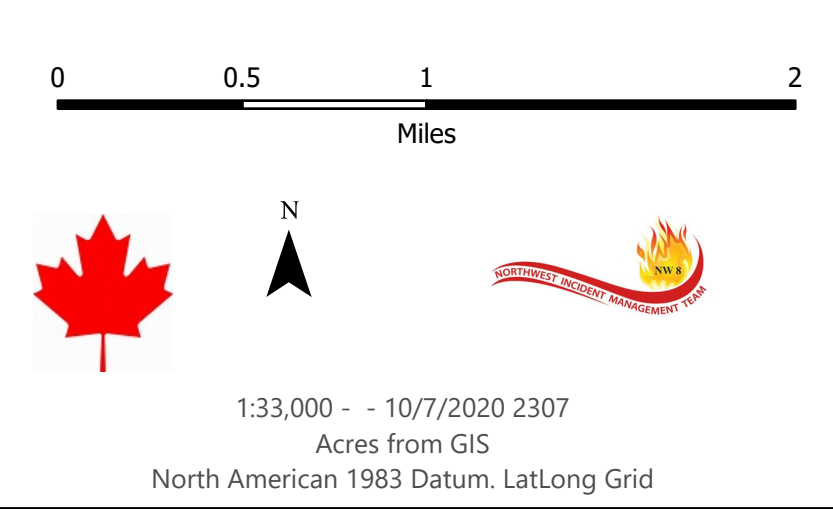 0 0.5 1 2
Miles
N
NW 8
NORTHWEST INCIDENT MANAGEMENT TEAM
1:33,000 - - 10/7/2020 2307
Acres from GIS
North American 1983 Datum. LatLong Grid